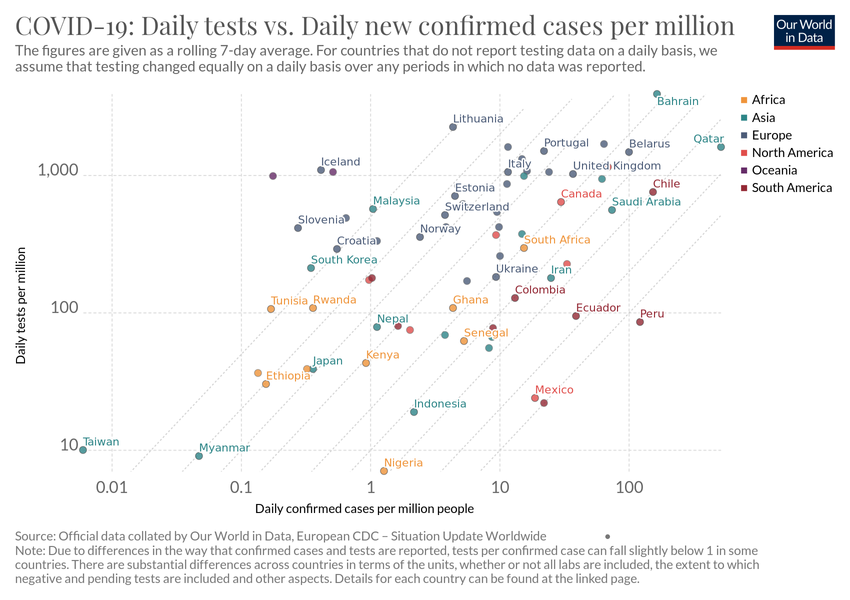 COVID-19: Daily tests vs. Daily new confirmed cases per million
Our World
in Data
The figures are given as a rolling 7-day average. For countries that do not report testing data on a daily basis, we
assume that testing changed equally on a daily basis over any periods in which no data was reported.
Africa
Asia
Europe
North America
Oceania
South America
Daily tests per million
1,000
100
10
Bahrain
Lithuania
Qatar
Portugal
Belarus
Iceland
Italy
United Kingdom
Estonia
Chile
Canada
Malaysia
Saudi Arabia
Switzerland
Slovenia
Norway
Croatia
South Africa
South Korea
Ukraine
Iran
Colombia
Tunisia
Rwanda
Ghana
Ecuador
Peru
Nepal
Senegal
Kenya
Japan
Ethiopia
Mexico
Indonesia
Taiwan
Myanmar
Nigeria
0.01
0.1
1
10
100
Daily confirmed cases per million people
Source: Official data collated by Our World in Data, European CDC – Situation Update Worldwide
Note: Due to differences in the way that confirmed cases and tests are reported, tests per confirmed case can fall slightly below 1 in some
countries. There are substantial differences across countries in terms of the units, whether or not all labs are included, the extent to which
negative and pending tests are included and other aspects. Details for each country can be found at the linked page.